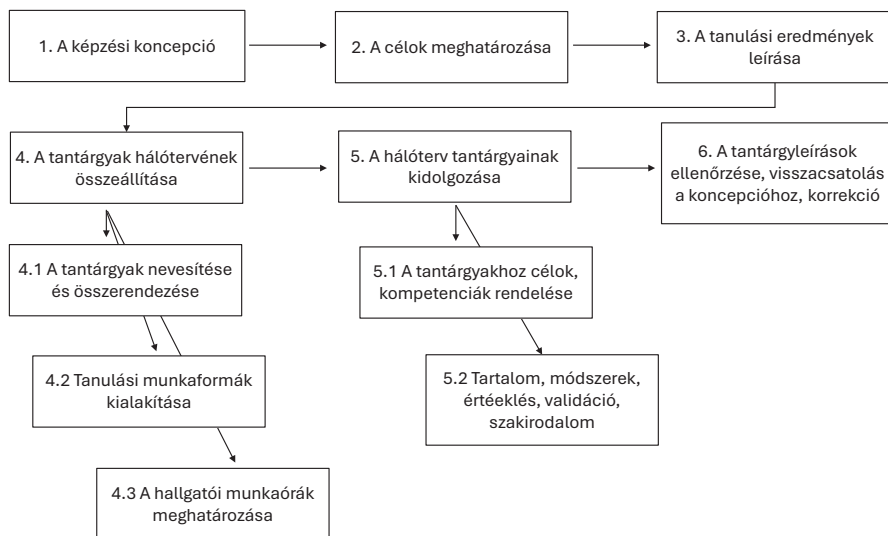 1. A képzési koncepció
2. A célok meghatározása
3. A tanulási eredmények
leírása
4. A tantárgyak hálótervének
összeállítása
5. A hálóterv tantárgyainak
kidolgozása
6. A tantárgyleírások
ellenőrzése, visszacsatolás
a koncepcióhoz, korrekció
4.1 A tantárgyak nevesítése
és összerendezése
5.1 A tantárgyakhoz célok,
kompetenciák rendelése
4.2 Tanulási munkaformák
kialakítása
5.2 Tartalom, módszerek,
értéeklés, validáció,
szakirodalom
4.3 A hallgatói munkaórák
meghatározása